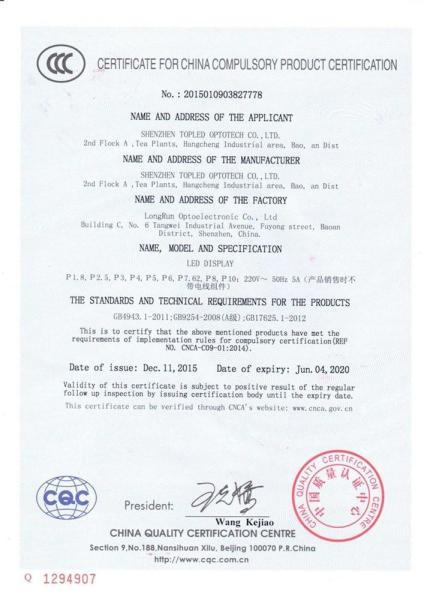 CCC
CERTIFICATE FOR CHINA COMPULSORY PRODUCT CERTIFICATION
No. : 2015010903827778
NAME AND ADDRESS OF THE APPLICANT
SHENZHEN TOPLED OPTOTECH CO.,LTD.
2nd Flock A ,Tea Plants, Hangcheng Industrial area, Bao, an Dist
NAME AND ADDRESS OF THE MANUFACTURER
SHENZHEN TOPLED OPTOTECH CO.,LTD.
2nd Flock A ,Tea Plants, Hangcheng Industrial area, Bao, an Dist
NAME AND ADDRESS OF THE FACTORY
LongRun Optoelectronic Co., Ltd
Building C, No. 6 Tangwei Industrial Avenue, Fuyong street, Baoan
District, Shenzhen, China.
NAME, MODEL AND SPECIFICATION
LED DISPLAY
P1.8, P2.5, P3, P4, P5, P6, P7.62, P8, P10: 220V~ 50Hz 5A (产品销售时不
带电线组件)
THE STANDARDS AND TECHNICAL REQUIREMENTS FOR THE PRODUCTS
GB4943.1-2011;GB9254-2008(A级);GB17625.1-2012
This is to certify that the above mentioned products have met the
requirements of implementation rules for compulsory certification(REF
NO. CNCA-C09-01:2014).
Date of issue: Dec.11,2015 Date of expiry: Jun.04,2020
Validity of this certificate is subject to positive result of the regular
follow up inspection by issuing certification body until the expiry date.
This certificate can be verified through CNCA's website: www.cnca.gov.cn
CQC
President:
Wang Kejiao
CHINA QUALITY CERTIFICATION CENTRE
中国质量认证中心
CHINA QUALITY CERTIFICATION CENTRE
Section 9,No.188,Nansihuan Xilu, Beijing 100070 P.R.China
http://www.cqc.com.cn
Q 1294907